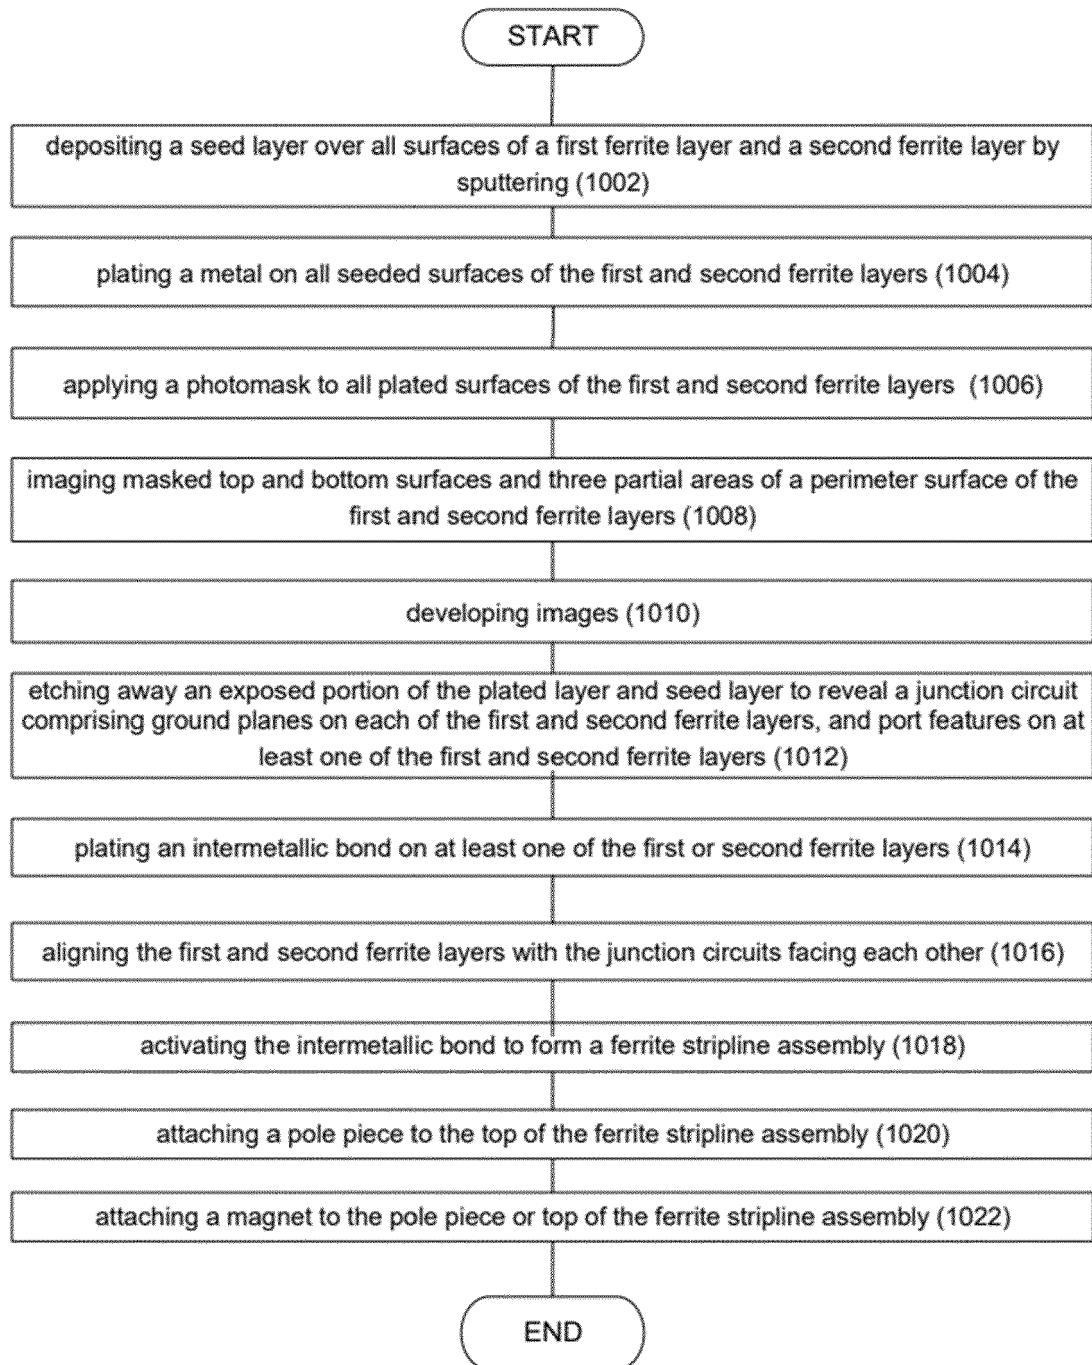 START
depositing a seed layer over all surfaces of a first ferrite layer and a second ferrite layer by
sputtering (1002)
plating a metal on all seeded surfaces of the first and second ferrite layers (1004)
applying a photomask to all plated surfaces of the first and second ferrite layers (1006)
imaging masked top and bottom surfaces and three partial areas of a perimeter surface of the
first and second ferrite layers (1008)
developing images (1010)
etching away an exposed portion of the plated layer and seed layer to reveal a junction circuit
comprising ground planes on each of the first and second ferrite layers, and port features on at
least one of the first and second ferrite layers (1012)
plating an intermetallic bond on at least one of the first or second ferrite layers (1014)
aligning the first and second ferrite layers with the junction circuits facing each other (1016)
activating the intermetallic bond to form a ferrite stripline assembly (1018)
attaching a pole piece to the top of the ferrite stripline assembly (1020)
attaching a magnet to the pole piece or top of the ferrite stripline assembly (1022)
END